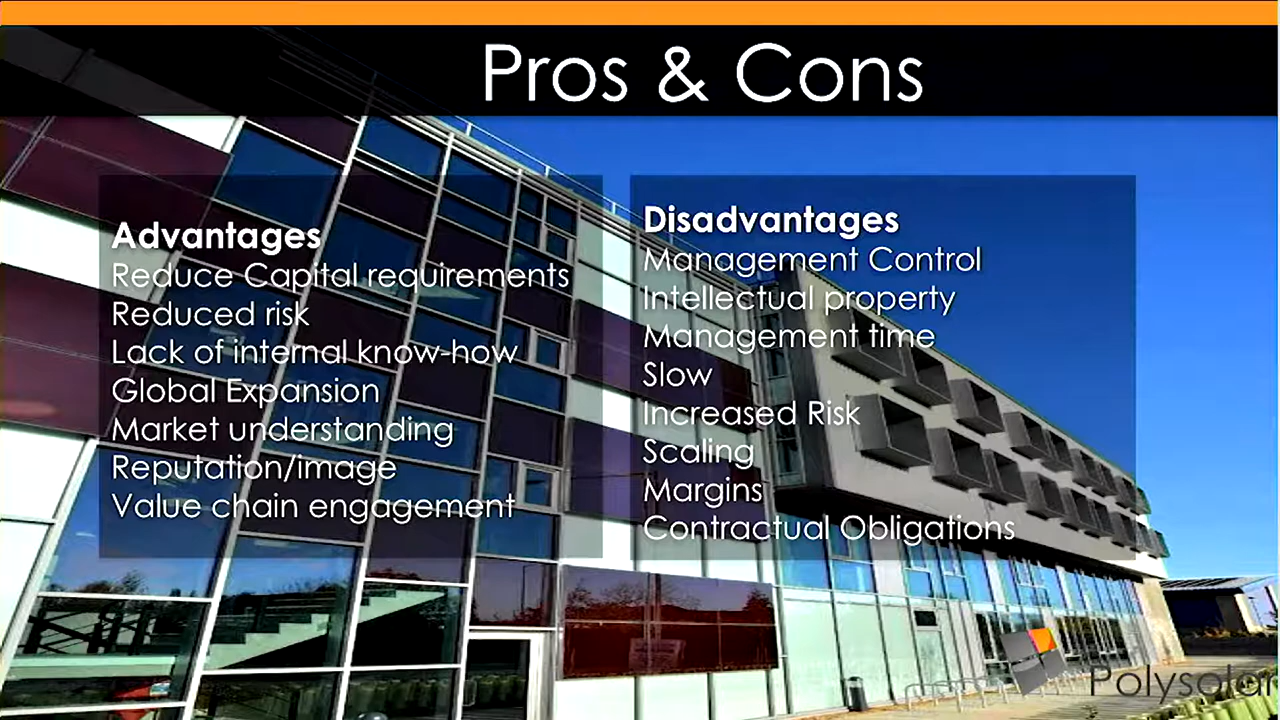 Pros & Cons
Advantages
Reduce Capital requirements
Reduced risk
Lack of internal know-how
Global Expansion
Market understanding
Reputation/image
Value chain engagement
Disadvantages
Management Control
Intellectual property
Management time
Slow
Increased Risk
Scaling
Margins
Contractual Obligations
Polysolar